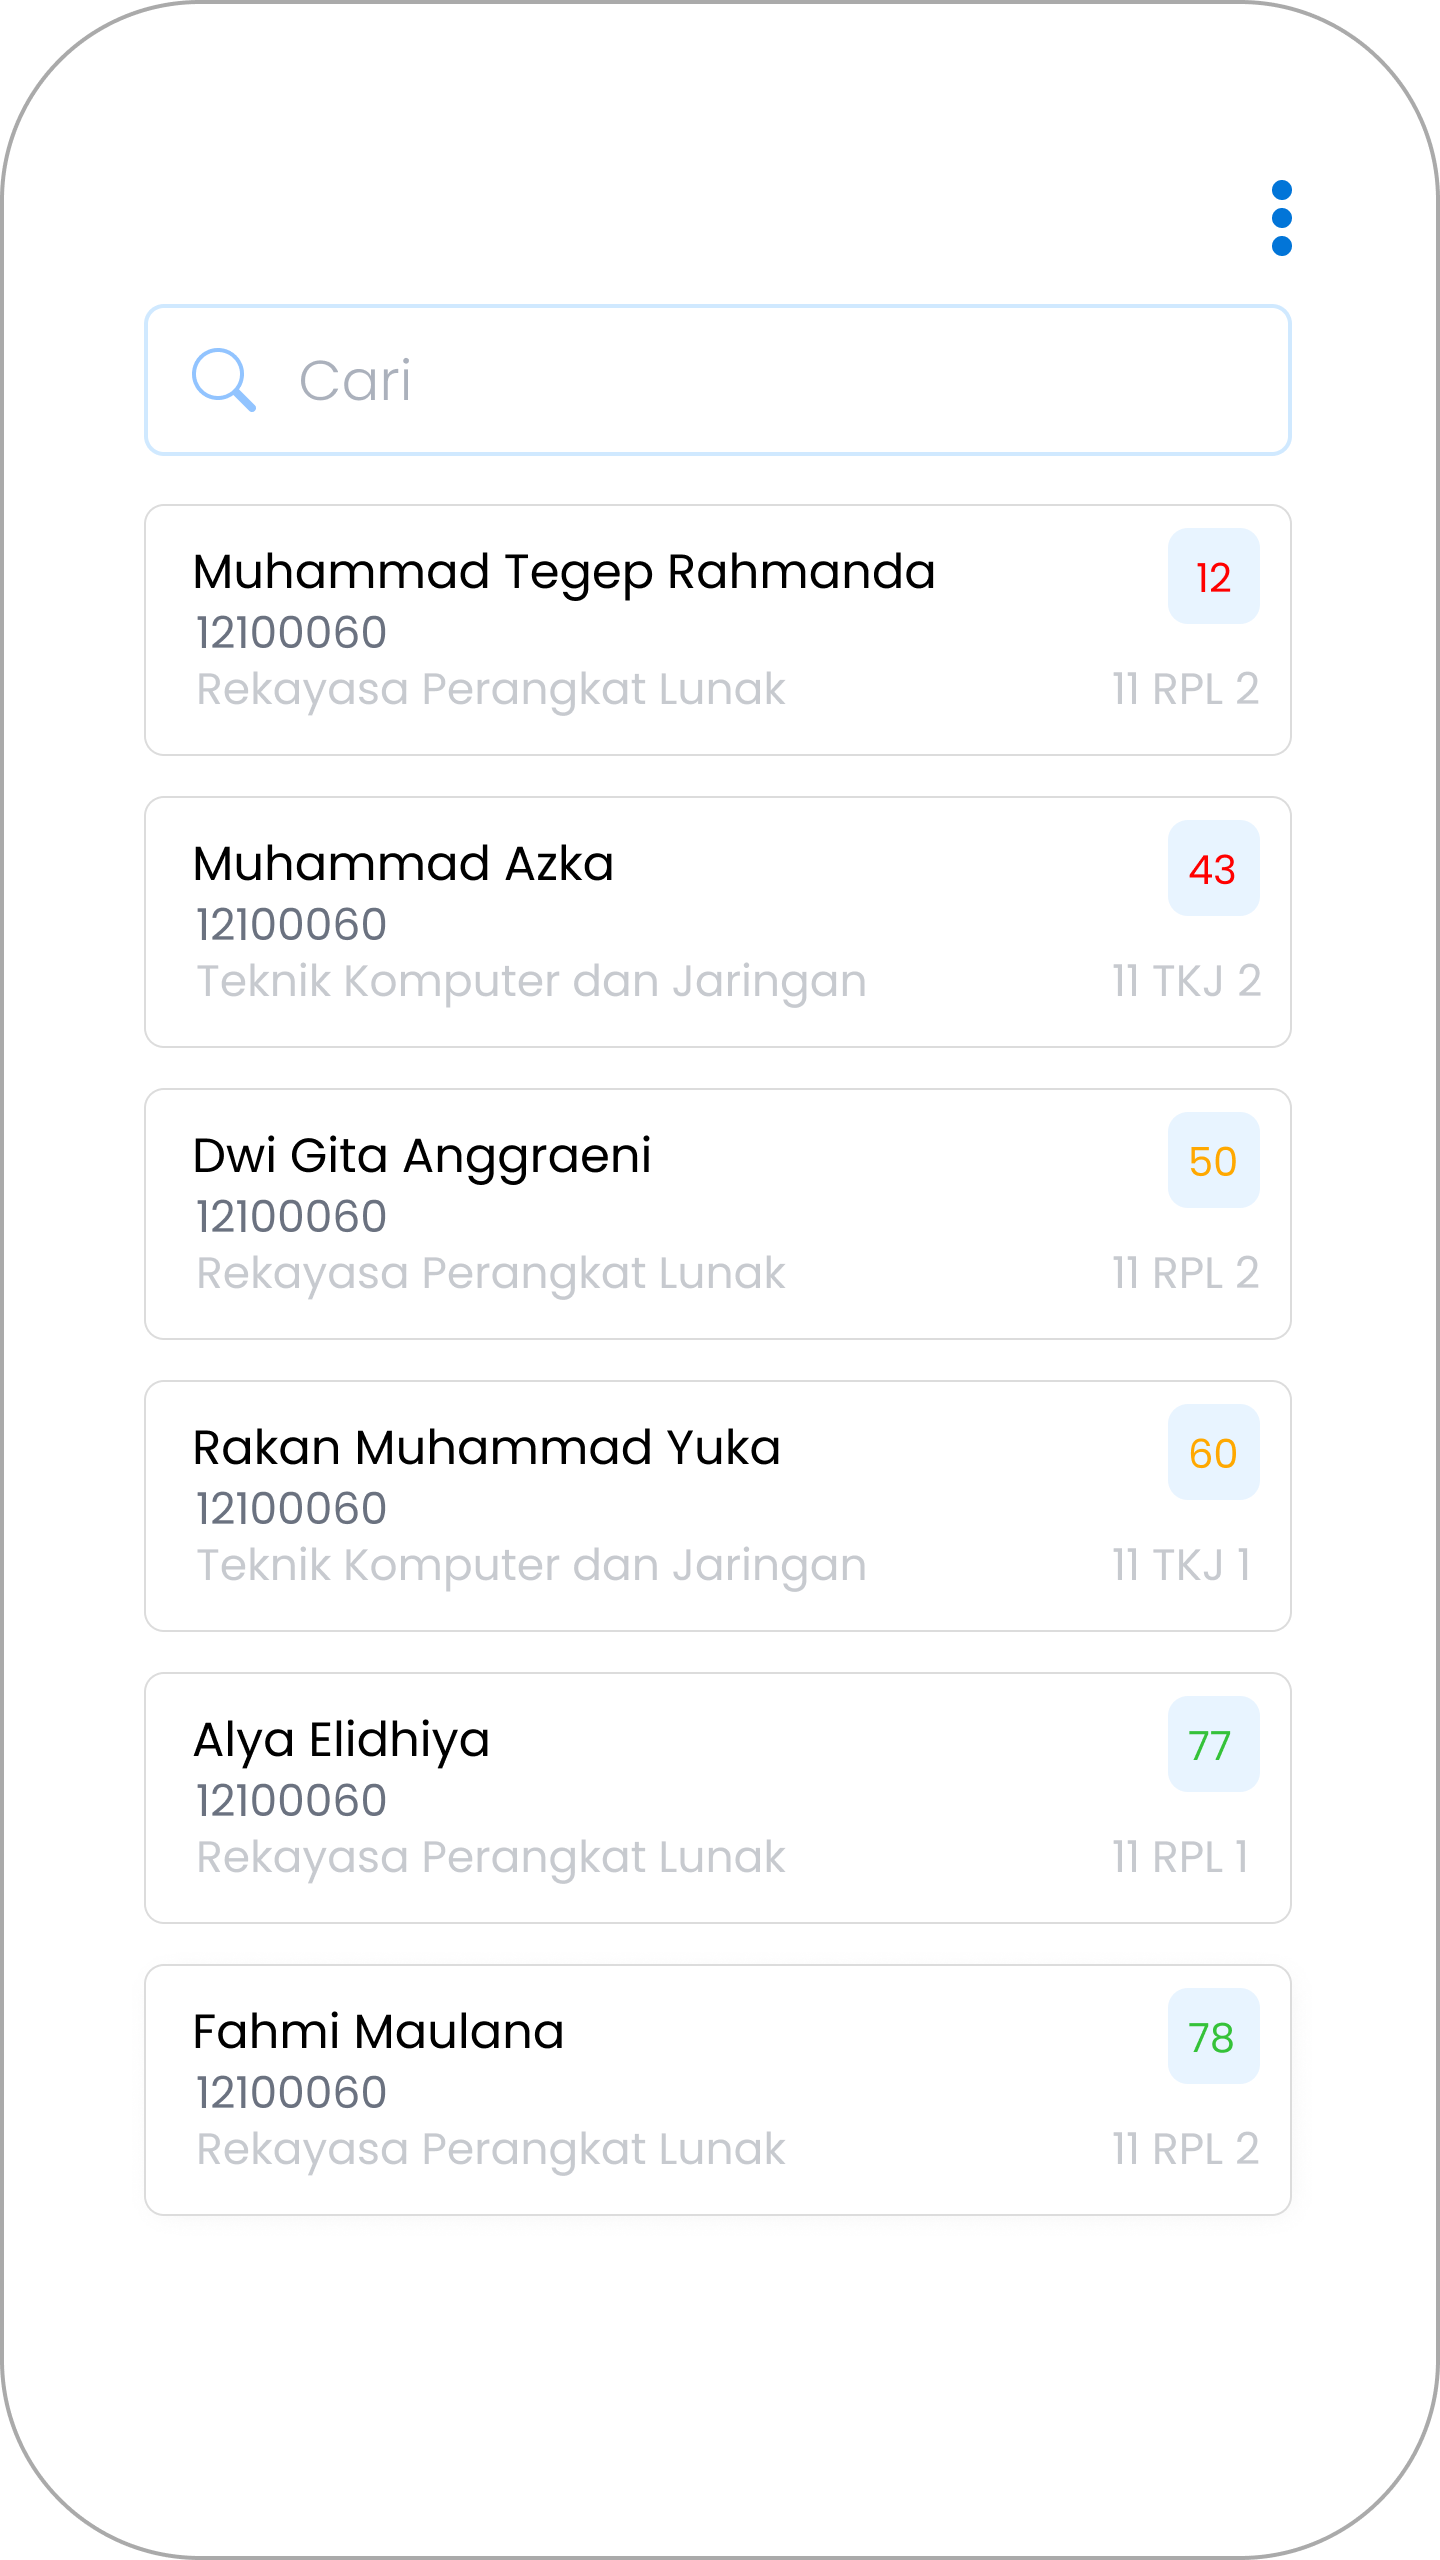 Cari
Muhammad Tegep Rahmanda
12
12100060
Rekayasa Perangkat Lunak 11 RPL 2
Muhammad Azka
43
12100060
Teknik Komputer dan Jaringan 11 TKJ 2
Dwi Gita Anggraeni
50
12100060
Rekayasa Perangkat Lunak 11 RPL 2
Rakan Muhammad Yuka
60
12100060
Teknik Komputer dan Jaringan 11 TKJ 1
Alya Elidhiya
77
12100060
Rekayasa Perangkat Lunak 11 RPL 1
Fahmi Maulana
78
12100060
Rekayasa Perangkat Lunak 11 RPL 2